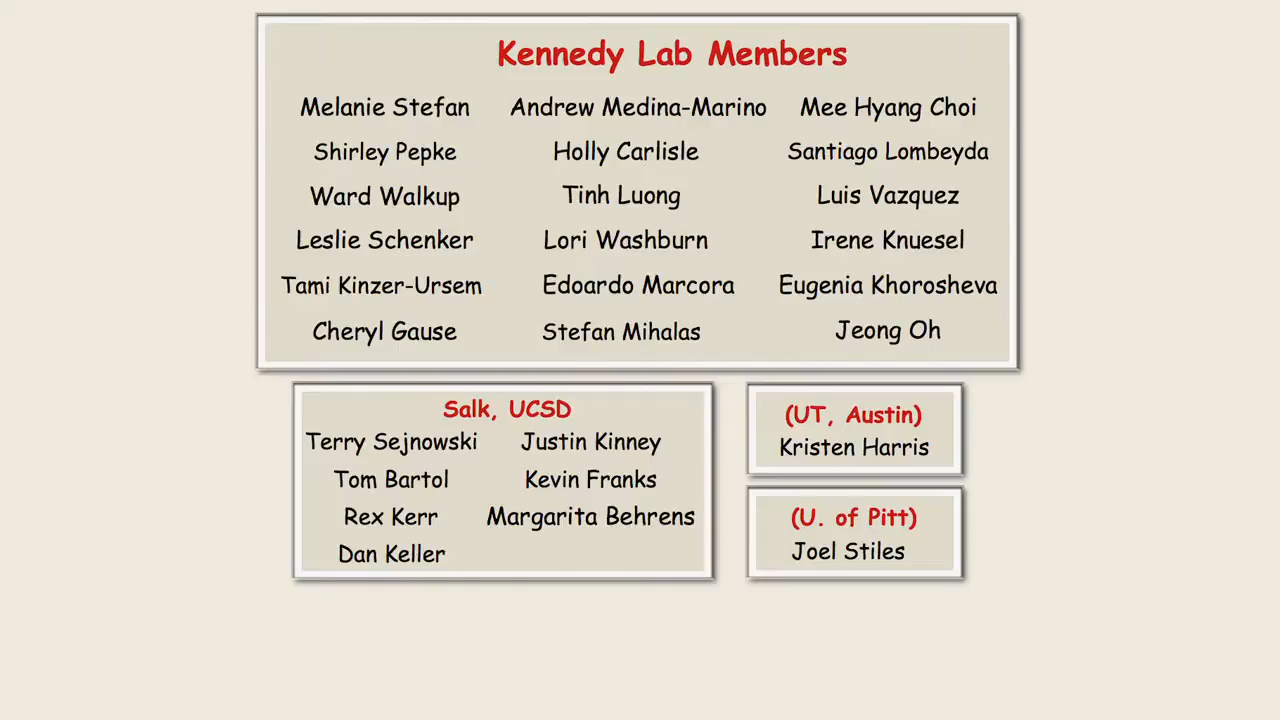 Kennedy Lab Members
Melanie Stefan Andrew Medina-Marino Mee Hyang Choi
Shirley Pepke Holly Carlisle Santiago Lombeyda
Ward Walkup Tinh Luong Luis Vazquez
Leslie Schenker Lori Washburn Irene Knuesel
Tami Kinzer-Ursem Edoardo Marcora Eugenia Khorosheva
Cheryl Gause Stefan Mihalas Jeong Oh
Salk, UCSD
Terry Sejnowski Justin Kinney
Tom Bartol Kevin Franks
Rex Kerr Margarita Behrens
Dan Keller
(UT, Austin)
Kristen Harris
(U. of Pitt)
Joel Stiles